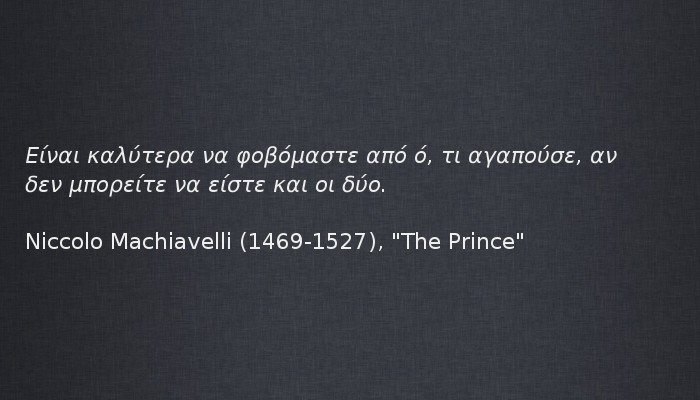 Είναι καλύτερα να φοβόμαστε από ό, τι αγαπούσε, αν
δεν μπορείτε να είστε και οι δύο.
Niccolo Machiavelli (1469-1527), "The Prince"